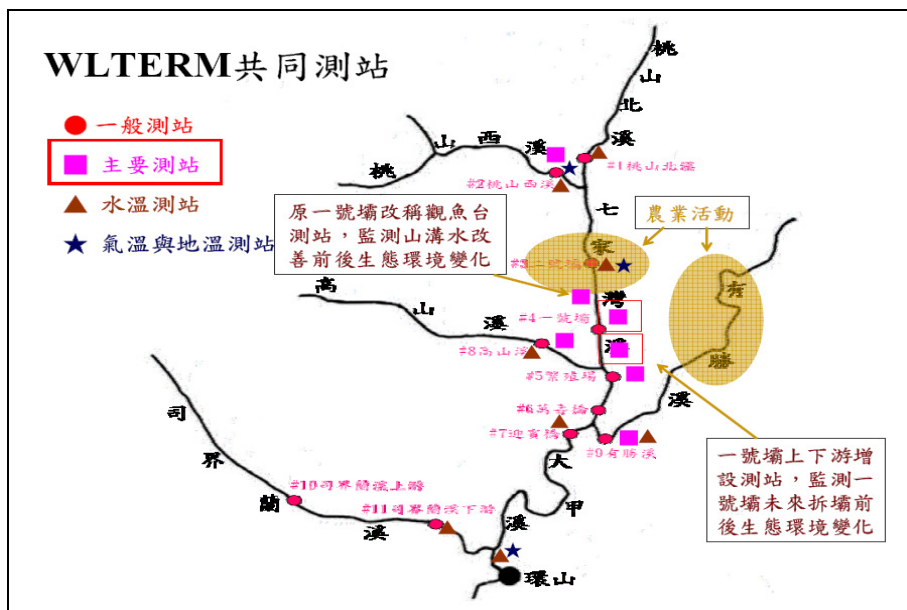 WLTERM共同測站
一般測站
主要測站
水溫測站
氣溫與地溫測站
桃山北溪
桃山西溪
#1桃山北溪
#2桃山西溪
原一號壩改稱觀魚台
測站，監測山溝水改
善前後生態環境變化
農業活動
七家灣溪
#4一號壩
高山溪
#8高山溪
有勝溪
#5繁殖場
#6萬壽橋
#7迎賓橋
#9有勝溪
一號壩上下游增
設測站，監測一
號壩未來拆壩前
後生態環境變化
大甲溪
司界蘭溪
#10司界蘭溪上游
#11司界蘭溪下游
環山